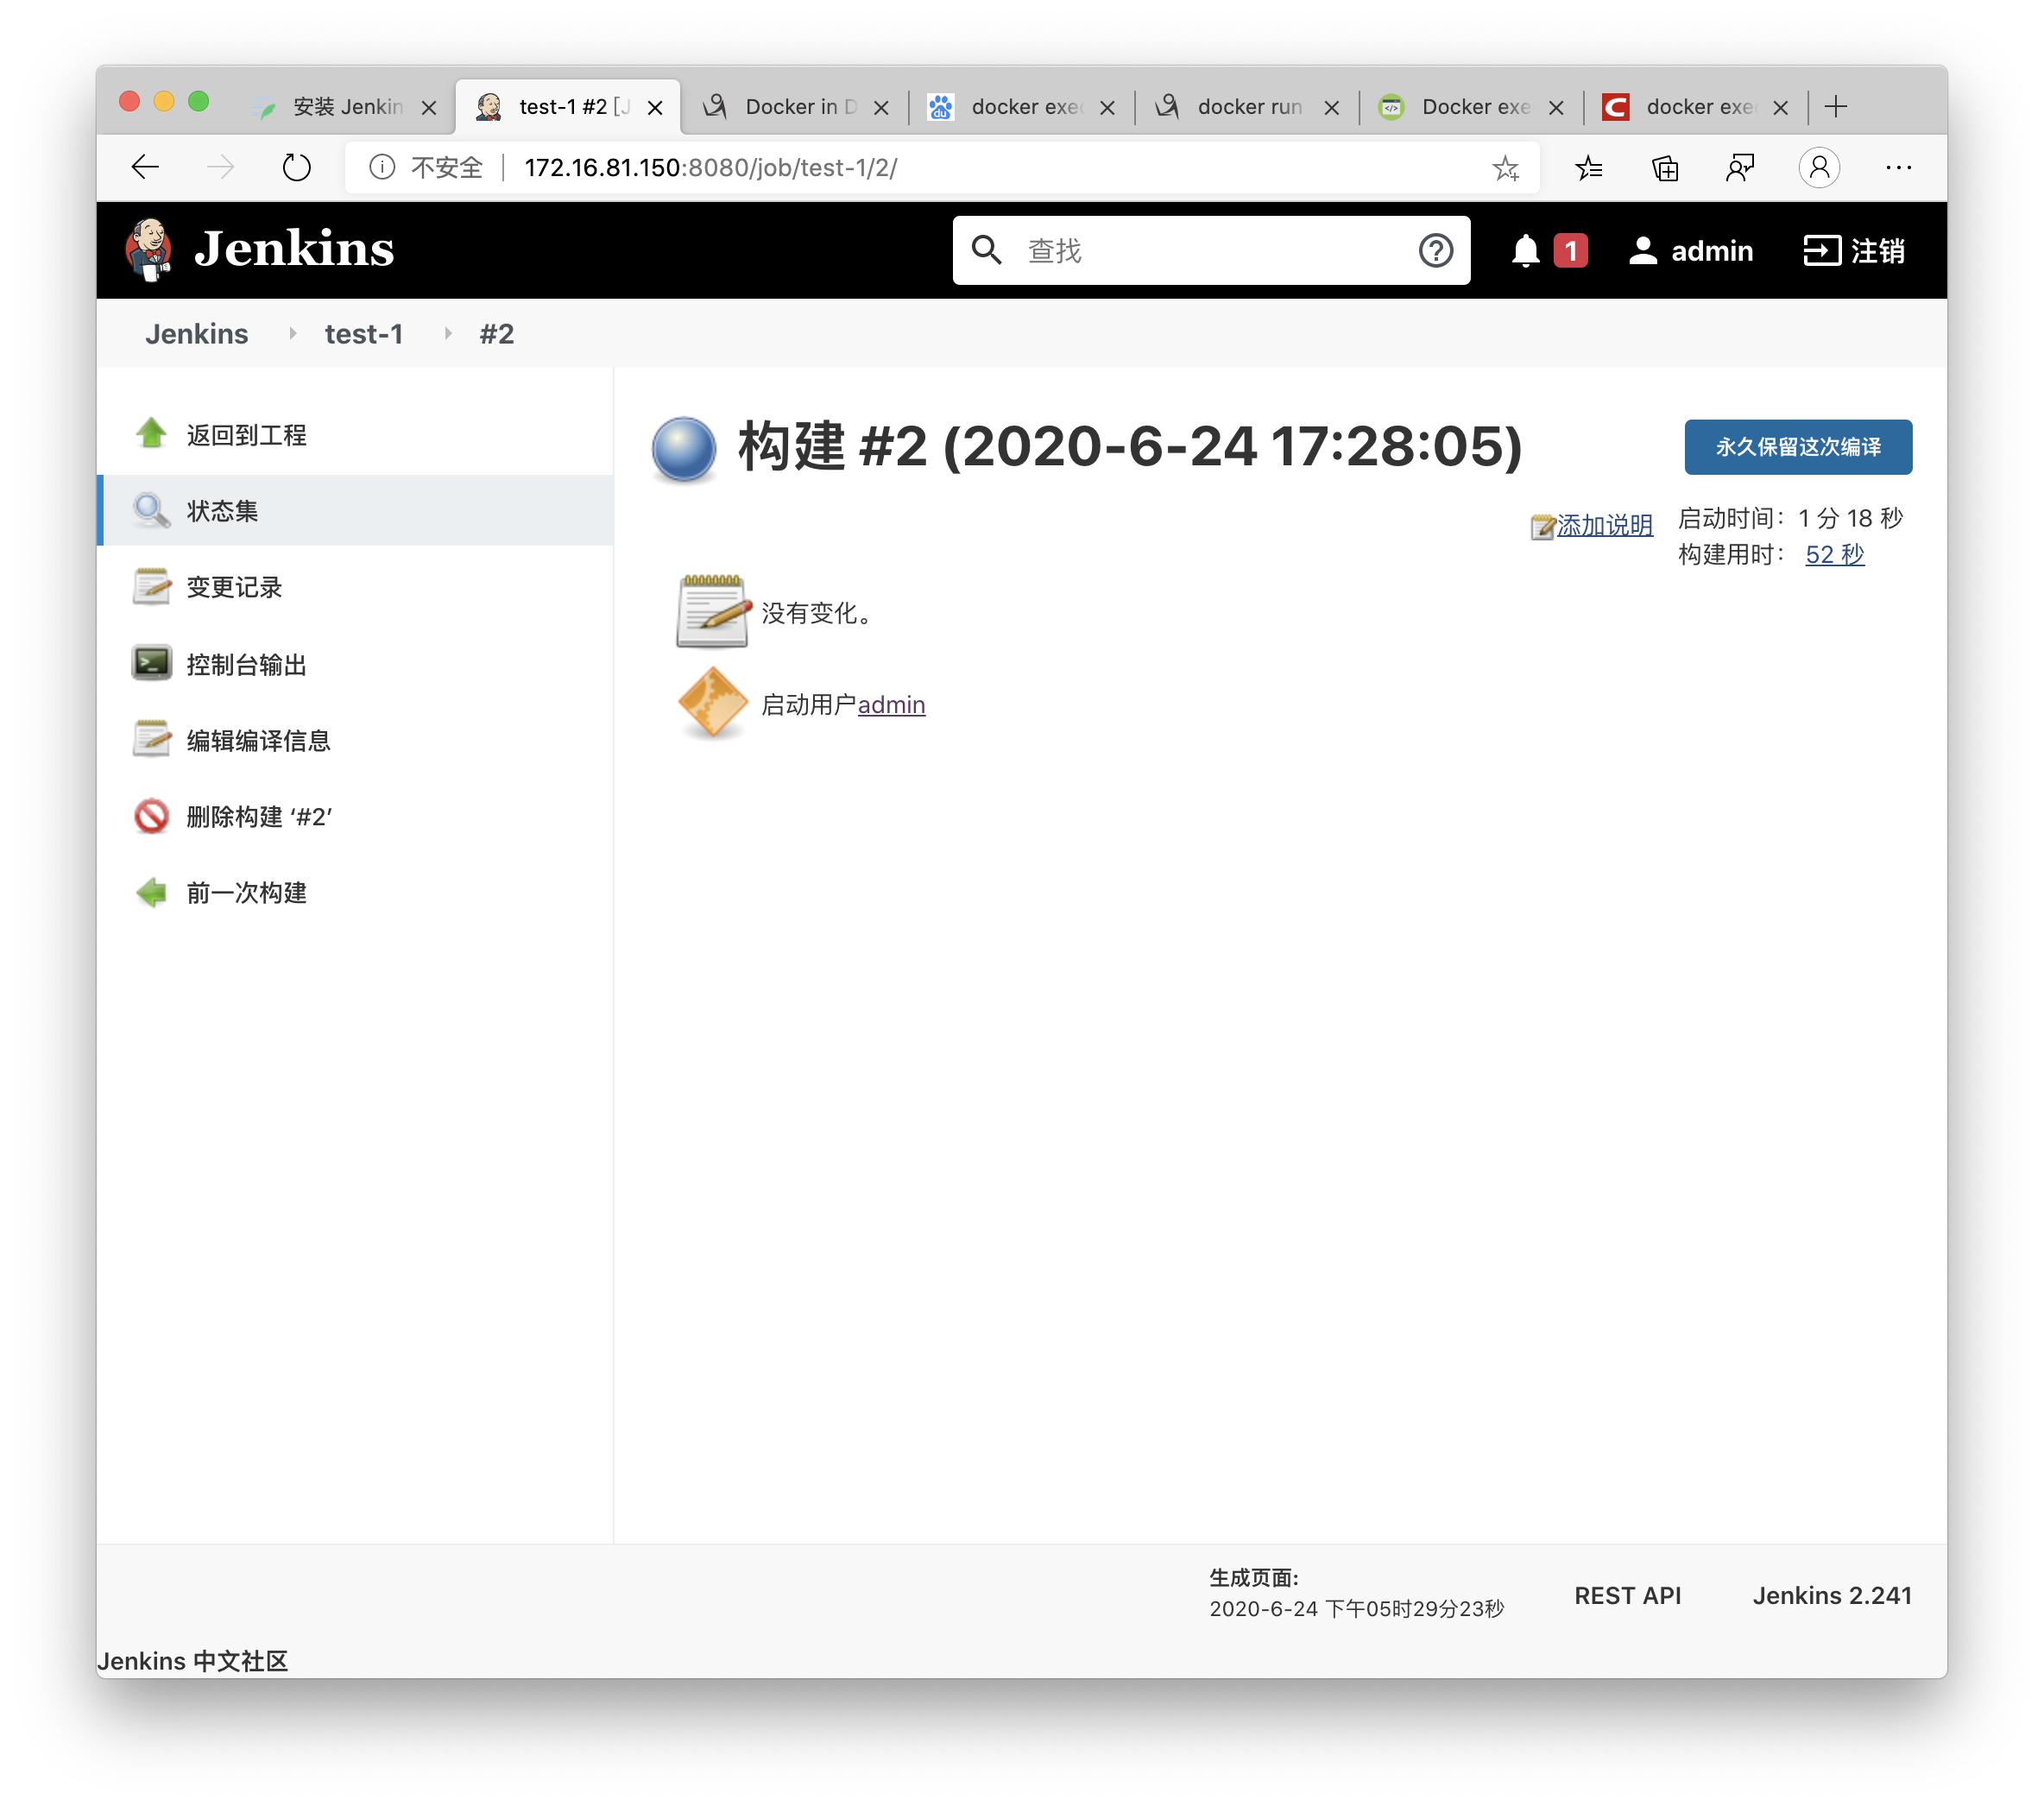 安装 Jenkin
test-1 #2 [J
Docker in D
docker exec
docker run
Docker exe
docker exec
不安全 172.16.81.150:8080/job/test-1/2/
Jenkins
查找
1
admin
注销
Jenkins
test-1
#2
返回到工程
状态集
变更记录
控制台输出
编辑编译信息
删除构建 ‘#2’
前一次构建
构建 #2 (2020-6-24 17:28:05)
永久保留这次编译
添加说明
启动时间：1 分 18 秒
构建用时： 52 秒
没有变化。
启动用户admin
生成页面:
2020-6-24 下午05时29分23秒
REST API
Jenkins 2.241
Jenkins 中文社区